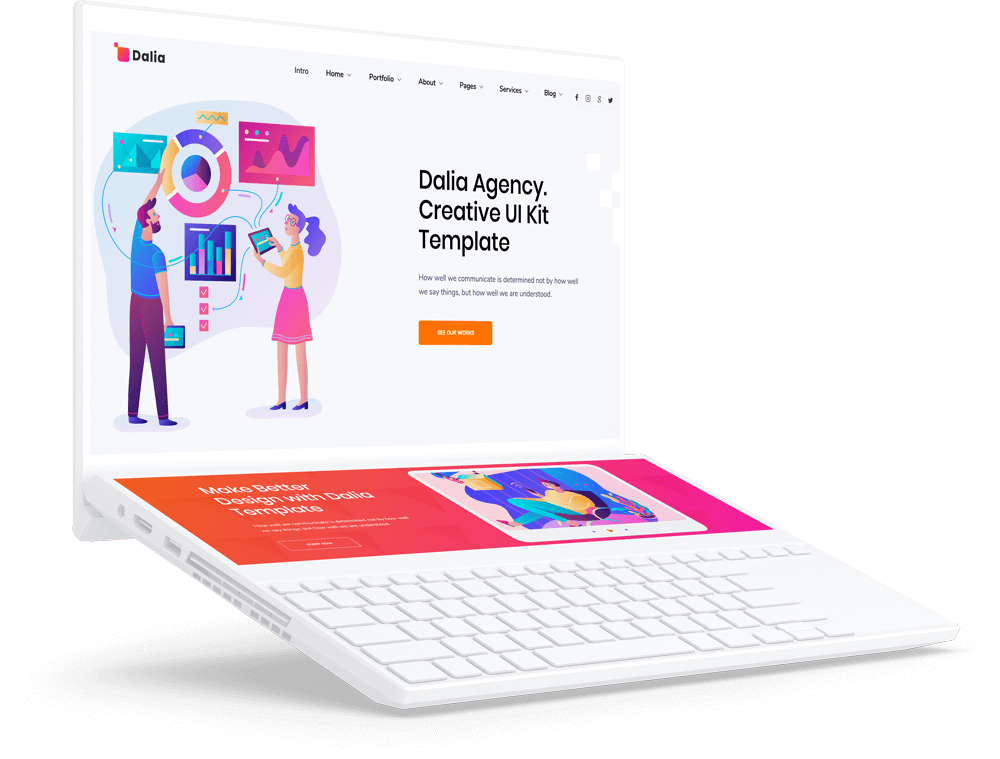 Dalia
Intro
Home
Portfolio
About
Pages
Services
Blog
Dalia Agency.
Creative UI Kit
Template
How well we communicate is determined not by how well
we say things, but how well we are understood.
SEE OUR WORKS
Make Better
Design with Dalia
Template
How well we communicate is determined not by how well
we say things, but how well we are understood.
START NOW